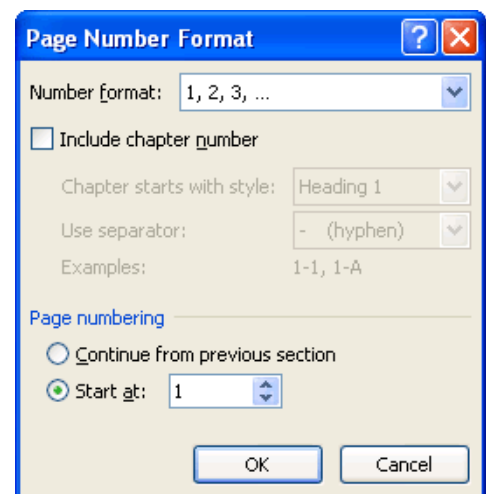 Page Number Format
Number format: 1, 2, 3, ...
Include chapter number
Chapter starts with style: Heading 1
Use separator: - (hyphen)
Examples: 1-1, 1-A
Page numbering
Continue from previous section
Start at: 1
OK Cancel